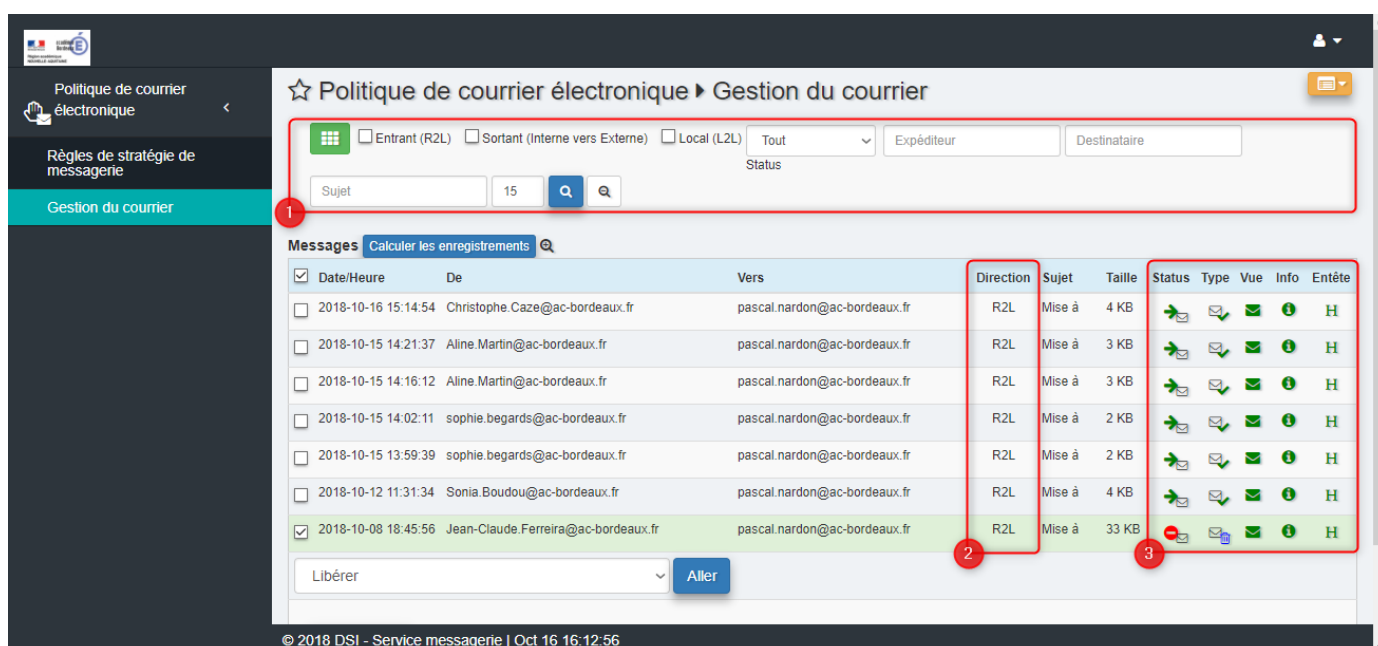 Politique de courrier
électronique
Règles de stratégie de
messagerie
Gestion du courrier
Politique de courrier électronique Gestion du courrier
Entrant (R2L) Sortant (Interne vers Externe) Local (L2L) Tout Expéditeur Destinataire
Status
Sujet 15
1
Messages Calculer les enregistrements
Date/Heure De Vers Direction Sujet Taille Status Type Vue Info Entête
2018-10-16 15:14:54 Christophe.Caze@ac-bordeaux.fr pascal.nardon@ac-bordeaux.fr R2L Mise à 4 KB H
2018-10-15 14:21:37 Aline.Martin@ac-bordeaux.fr pascal.nardon@ac-bordeaux.fr R2L Mise à 3 KB H
2018-10-15 14:16:12 Aline.Martin@ac-bordeaux.fr pascal.nardon@ac-bordeaux.fr R2L Mise à 3 KB H
2018-10-15 14:02:11 sophie.begards@ac-bordeaux.fr pascal.nardon@ac-bordeaux.fr R2L Mise à 2 KB H
2018-10-15 13:59:39 sophie.begards@ac-bordeaux.fr pascal.nardon@ac-bordeaux.fr R2L Mise à 2 KB H
2018-10-12 11:31:34 Sonia.Boudou@ac-bordeaux.fr pascal.nardon@ac-bordeaux.fr R2L Mise à 4 KB H
2018-10-08 18:45:56 Jean-Claude.Ferreira@ac-bordeaux.fr pascal.nardon@ac-bordeaux.fr R2L Mise à 33 KB H
2 3
Libérer Aller
© 2018 DSI - Service messagerie | Oct 16 16:12:56